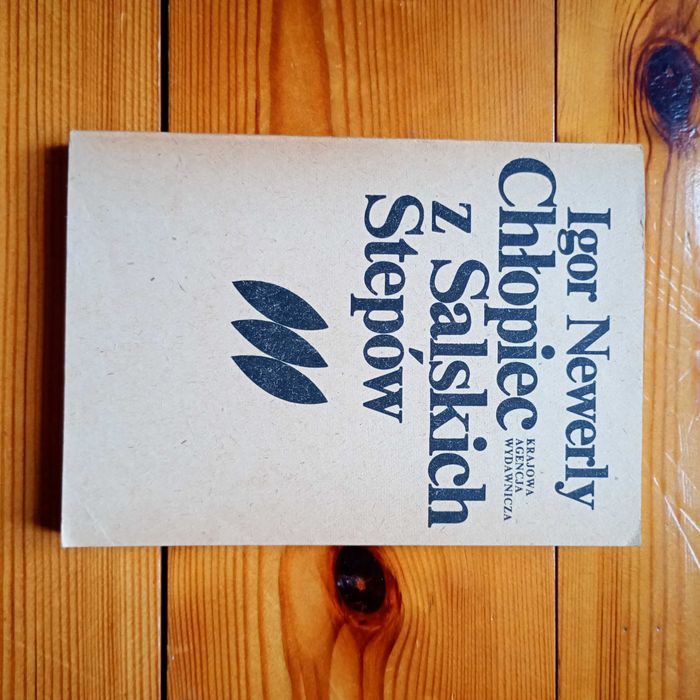 Igor Newerly
Chłopiec
z Salskich
Stepów
KRAJOWA
AGENCJA
WYDAWNICZA